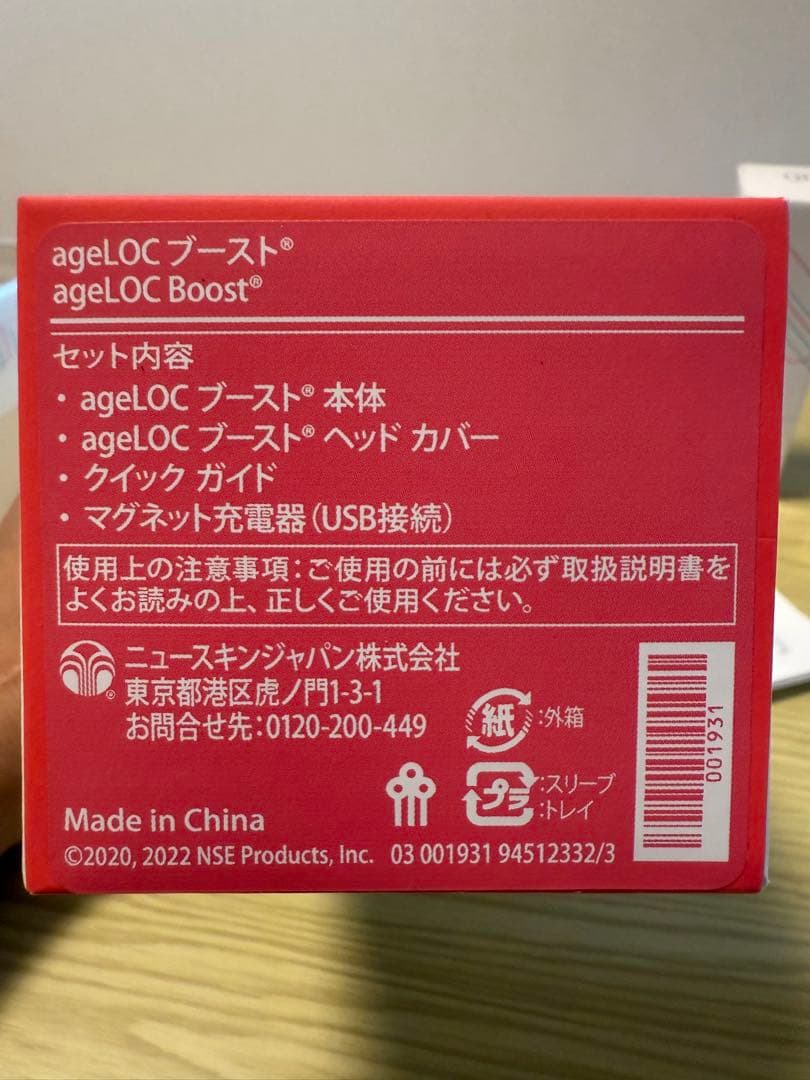 ageLOC ブースト®
ageLOC Boost®
セット内容
・ ageLOC ブースト® 本体
・ ageLOC ブースト® ヘッド カバー
・ クイック ガイド
・ マグネット充電器(USB接続)
使用上の注意事項:ご使用の前には必ず取扱説明書を
よくお読みの上、正しくご使用ください。
ニュースキンジャパン株式会社
東京都港区虎ノ門1-3-1
お問合せ先:0120-200-449
紙:外箱
プラ:スリーブ
:トレイ
001931
Made in China
©2020, 2022 NSE Products, Inc. 03 001931 94512332/3